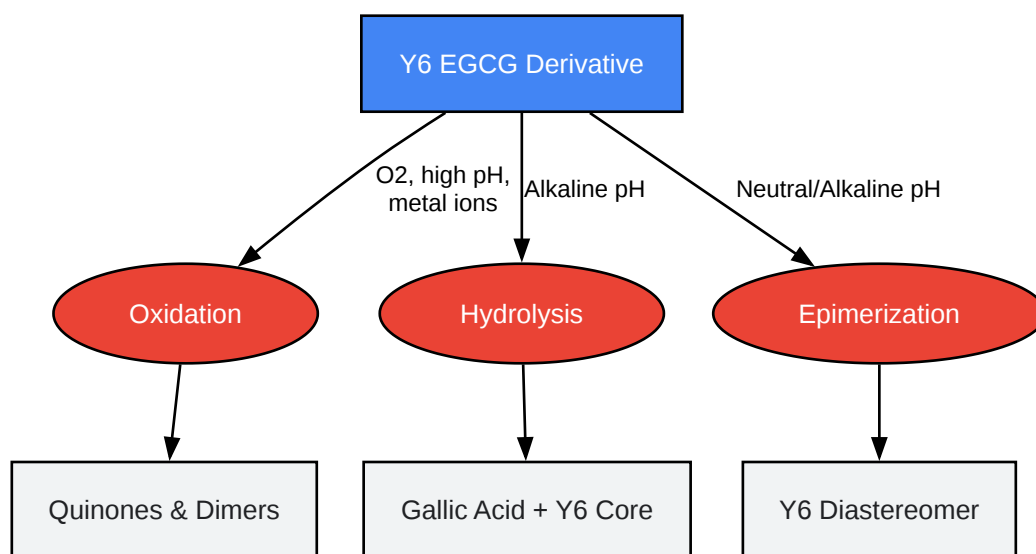 Y6 EGCG Derivative
O2, high pH,
metal ions
Alkaline pH
Neutral/Alkaline pH
Oxidation
Hydrolysis
Epimerization
Quinones & Dimers
Gallic Acid + Y6 Core
Y6 Diastereomer